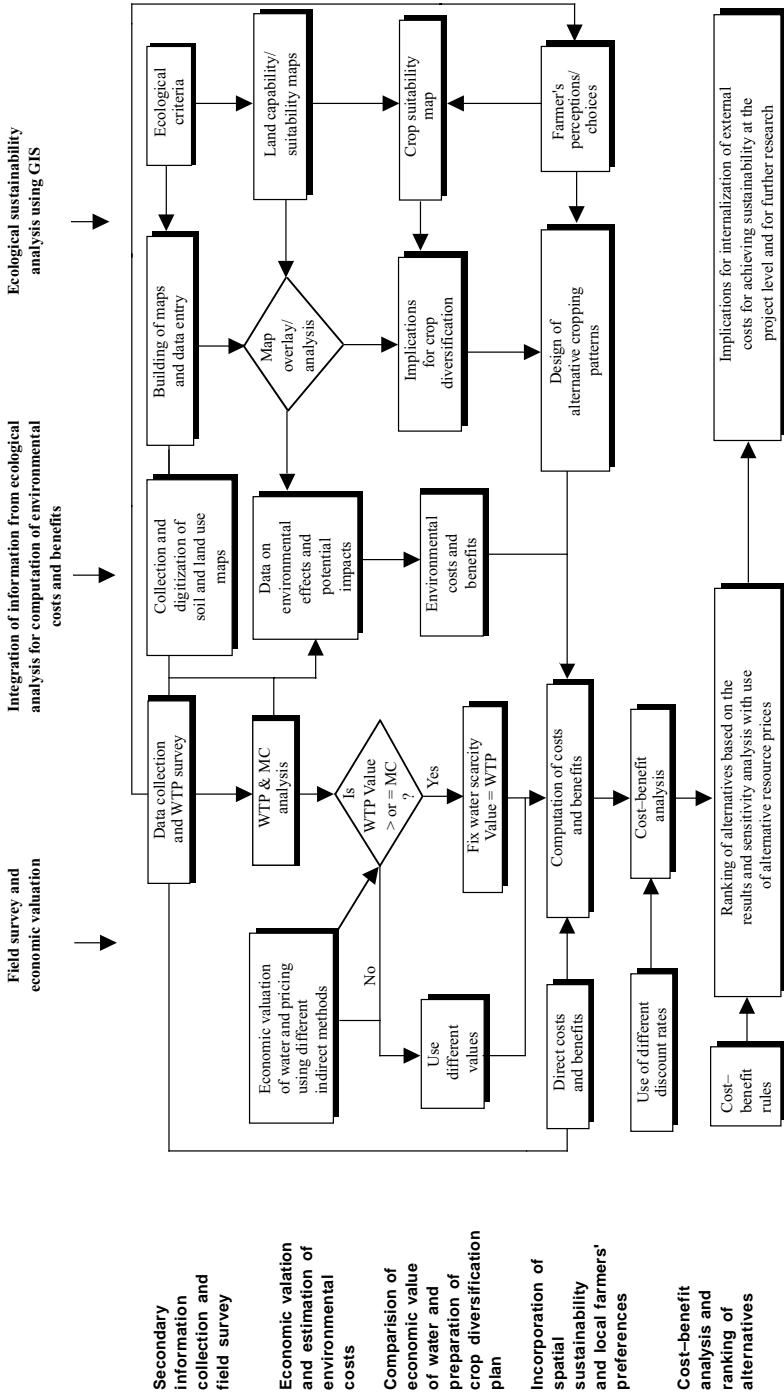 Field survey and
economic valuation
Integration of information from ecological
analysis for computation of environmental
costs and benefits
Ecological sustainability
analysis using GIS
Secondary
information
collection and
field survey
Data collection
and WTP survey
Collection and
digitization of
soil and land use
maps
Building of maps
and data entry
Ecological
criteria
Economic valation
and estimation of
environmental
costs
Economic valuation
of water and pricing
using different
indirect methods
WTP & MC
analysis
Data on
environmental
effects and
potential
impacts
Map
overlay/
analysis
Land capability/
suitability maps
Is
WTP Value
> or = MC
?
No
Yes
Comparision of
economic value
of water and
preparation of
crop diversification
plan
Use
different
values
Fix water scarcity
Value = WTP
Environmental
costs and
benefits
Implications
for crop
diversification
Crop suitability
map
Incorporation of
spatial
sustainability
and local farmers'
preferences
Direct costs
and benefits
Computation of costs
and benefits
Design of
alternative cropping
patterns
Farmer's
perceptions/
choices
Use of different
discount rates
Cost–benefit
analysis
Cost–benefit
analysis and
ranking of
alternatives
Cost–
benefit
rules
Ranking of alternatives based on the
results and sensitivity analysis with use
of alternative resource prices
Implications for internalization of external
costs for achieving sustainability at the
project level and for further research